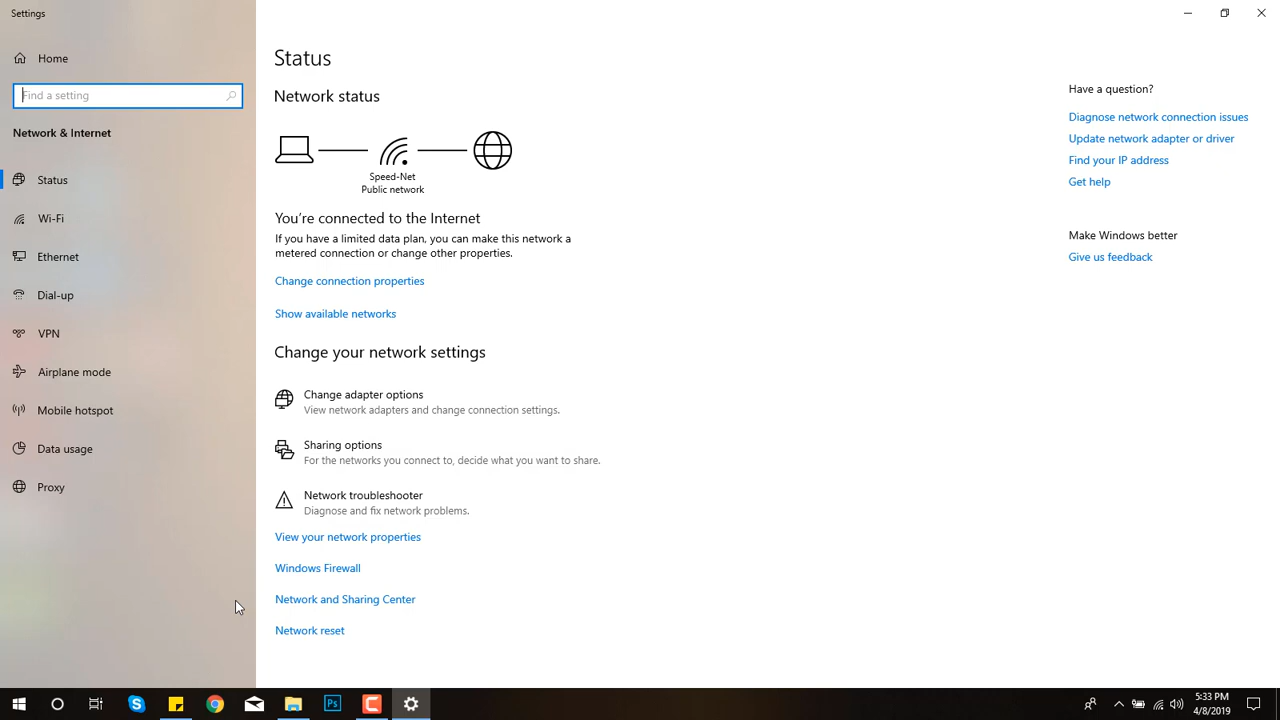 Settings
Home
Find a setting
Network & Internet
Status
Wi-Fi
Ethernet
Dial-up
VPN
Airplane mode
Mobile hotspot
Data usage
Proxy
Status
Network status
Speed-Net
Public network
You're connected to the Internet
If you have a limited data plan, you can make this network a
metered connection or change other properties.
Change connection properties
Show available networks
Change your network settings
Change adapter options
View network adapters and change connection settings.
Sharing options
For the networks you connect to, decide what you want to share.
Network troubleshooter
Diagnose and fix network problems.
View your network properties
Windows Firewall
Network and Sharing Center
Network reset
Have a question?
Diagnose network connection issues
Update network adapter or driver
Find your IP address
Get help
Make Windows better
Give us feedback
Ps
5:33 PM
4/8/2019